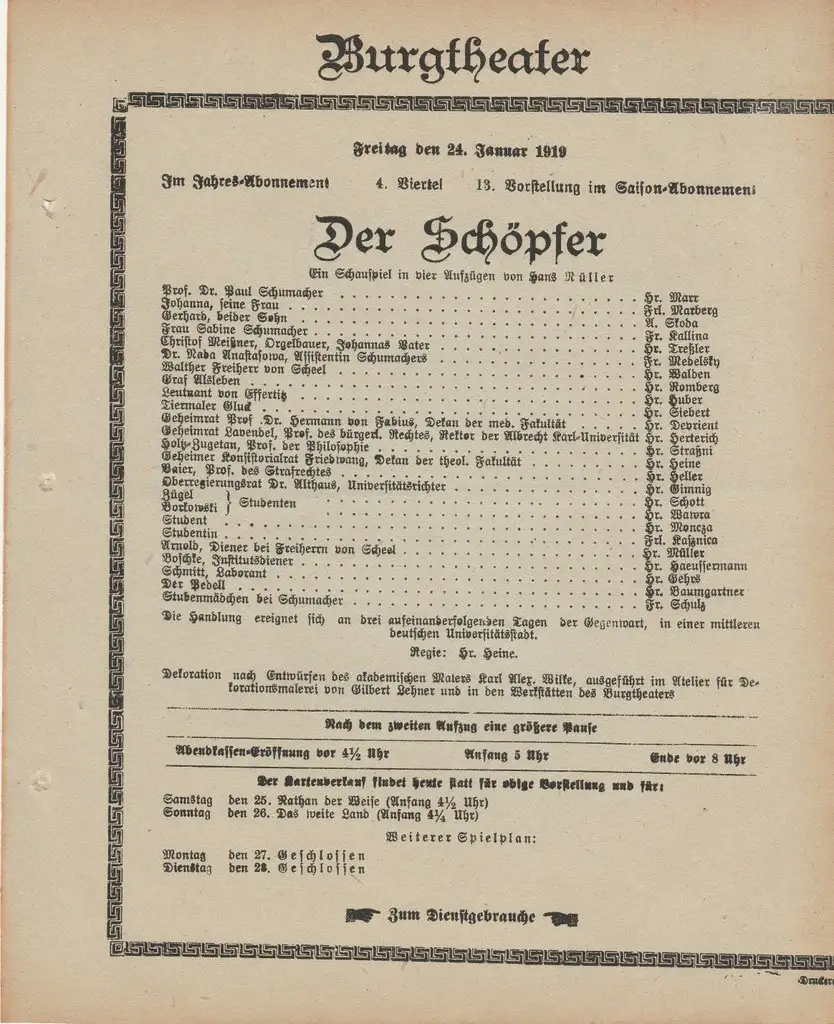 Burgtheater
Freitag den 24. Januar 1919
Im Jahres-Abonnement 4. Viertel 13. Vorstellung im Saison-Abonnement
Der Schöpfer
Ein Schauspiel in vier Aufzügen von Hans Müller
Prof. Dr. Paul Schumacher . . . . . Hr. Marr
Johanna, seine Frau . . . . . Frl. Marberg
Gerhard, beider Sohn . . . . . A. Skoda
Frau Sabine Schumacher . . . . . Fr. Kallina
Christof Meißner, Orgelbauer, Johannas Vater . . . . . Hr. Treßler
Dr. Nada Anastasowa, Assistentin Schumachers . . . . . Fr. Medelsky
Walther Freiherr von Scheel . . . . . Hr. Walden
Graf Alsleben . . . . . Hr. Romberg
Leutnant von Effertitz . . . . . Hr. Huber
Tiermaler Gluck . . . . . Hr. Siebert
Geheimrat Prof. Dr. Hermann von Fabius, Dekan der med. Fakultät . . . . . Hr. Devrient
Geheimrat Lavendel, Prof. des bürgerl. Rechtes, Rektor der Albrecht Karl-Universität Hr. Herterich
Holtz-Zugetan, Prof. der Philosophie . . . . . Hr. Straßni
Geheimer Konsistorialrat Friedwang, Dekan der theol. Fakultät . . . . . Hr. Heine
Baier, Prof. des Strafrechtes . . . . . Hr. Heller
Oberregierungsrat Dr. Althaus, Universitätsrichter . . . . . Hr. Gimnig
Zügel } Studenten . . . . . Hr. Schott
Borkowski } . . . . . Hr. Wawra
Student . . . . . Hr. Moncza
Studentin . . . . . Frl. Kaßnica
Arnold, Diener bei Freiherrn von Scheel . . . . . Hr. Müller
Boschke, Institutsdiener . . . . . Hr. Haeussermann
Schmitt, Laborant . . . . . Hr. Gehrs
Der Pedell . . . . . Hr. Baumgartner
Stubenmädchen bei Schumacher . . . . . Fr. Schulz
Die Handlung ereignet sich an drei aufeinanderfolgenden Tagen der Gegenwart, in einer mittleren
deutschen Universitätsstadt.
Regie: Hr. Heine.
Dekoration nach Entwürfen des akademischen Malers Karl Alex. Wilke, ausgeführt im Atelier für De-
korationsmalerei von Gilbert Lehner und in den Werkstätten des Burgtheaters
Nach dem zweiten Aufzug eine größere Pause
Abendkassen-Eröffnung vor 4½ Uhr Anfang 5 Uhr Ende vor 8 Uhr
Der Kartenverkauf findet heute statt für obige Vorstellung und für:
Samstag den 25. Nathan der Weise (Anfang 4½ Uhr)
Sonntag den 26. Das weite Land (Anfang 4¼ Uhr)
Weiterer Spielplan:
Montag den 27. Geschlossen
Dienstag den 28. Geschlossen
Zum Dienstgebrauche